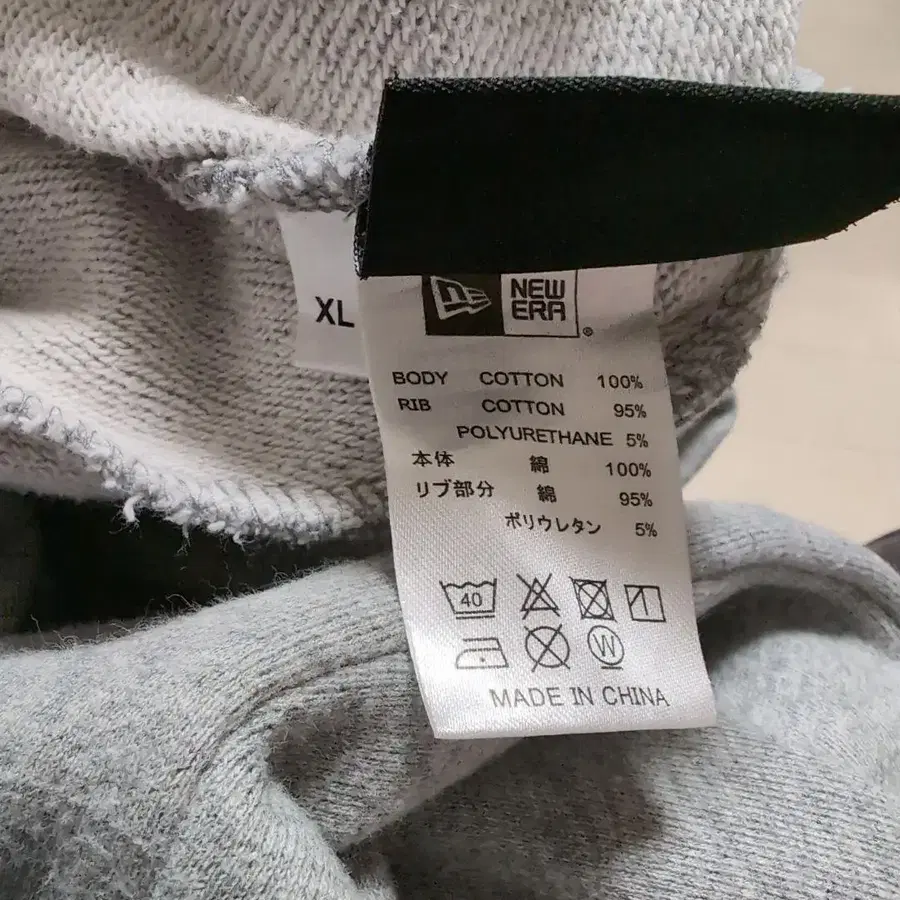 XL
NEW
ERA
®
BODY COTTON 100%
RIB COTTON 95%
POLYURETHANE 5%
本体 綿 100%
リブ部分 綿 95%
ポリウレタン 5%
40
W
MADE IN CHINA